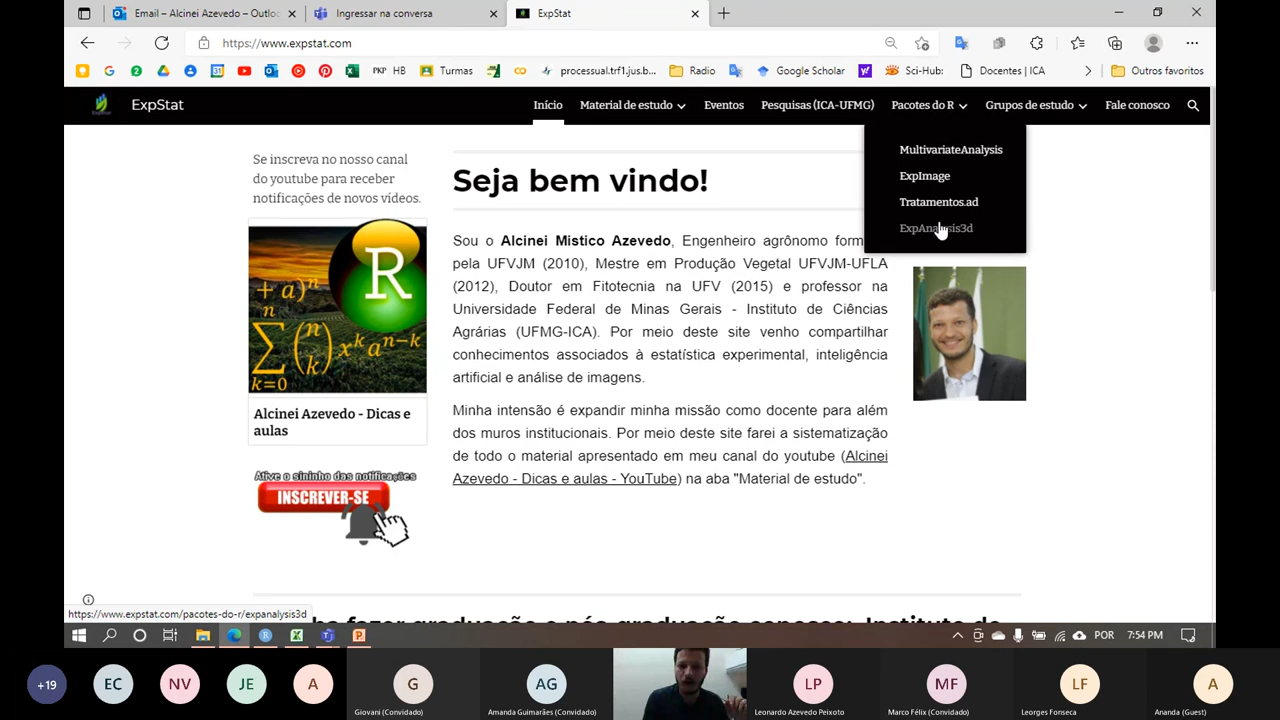 Email – Alcinei Azevedo – Outloo
Ingressar na conversa
ExpStat
https://www.expstat.com
PKP HB
Turmas
processual.trf1.jus.b...
Radio
Google Scholar
Sci-Hub:
Docentes | ICA
Outros favoritos
ExpStat
Início
Material de estudo
Eventos
Pesquisas (ICA-UFMG)
Pacotes do R
Grupos de estudo
Fale conosco
MultivariateAnalysis
ExpImage
Tratamentos.ad
ExpAnalysis3d
Se inscreva no nosso canal
do youtube para receber
notificações de novos vídeos.
+ a)ⁿ
n
∑ (n k) xᵏaⁿ⁻ᵏ
k=0
R
Alcinei Azevedo - Dicas e
aulas
Ative o sininho das notificações
INSCREVER-SE
Seja bem vindo!
Sou o Alcinei Mistico Azevedo, Engenheiro agrônomo form
pela UFVJM (2010), Mestre em Produção Vegetal UFVJM-UFLA
(2012), Doutor em Fitotecnia na UFV (2015) e professor na
Universidade Federal de Minas Gerais - Instituto de Ciências
Agrárias (UFMG-ICA). Por meio deste site venho compartilhar
conhecimentos associados à estatística experimental, inteligência
artificial e análise de imagens.
Minha intensão é expandir minha missão como docente para além
dos muros institucionais. Por meio deste site farei a sistematização
de todo o material apresentado em meu canal do youtube (Alcinei
Azevedo - Dicas e aulas - YouTube) na aba "Material de estudo".
https://www.expstat.com/pacotes-do-r/expanalysis3d
fazer graduação e pós-graduação conosco: Instituto de
POR
7:54 PM
+19
EC
NV
JE
A
G
Giovani (Convidado)
AG
Amanda Guimarães (Convidado)
LP
Leonardo Azevedo Peixoto
MF
Marco Félix (Convidado)
LF
Leorges Fonseca
A
Ananda (Guest)